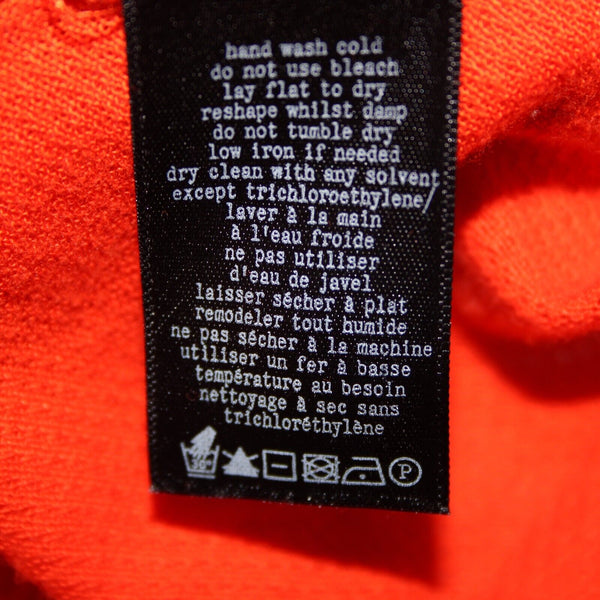 hand wash cold
do not use bleach
lay flat to dry
reshape whilst damp
do not tumble dry
low iron if needed
dry clean with any solvent
except trichloroethylene/
laver à la main
à l'eau froide
ne pas utiliser
d'eau de javel
laisser sécher à plat
remodeler tout humide
ne pas sécher à la machine
utiliser un fer à basse
température au besoin
nettoyage à sec sans
trichloréthylène
30° P